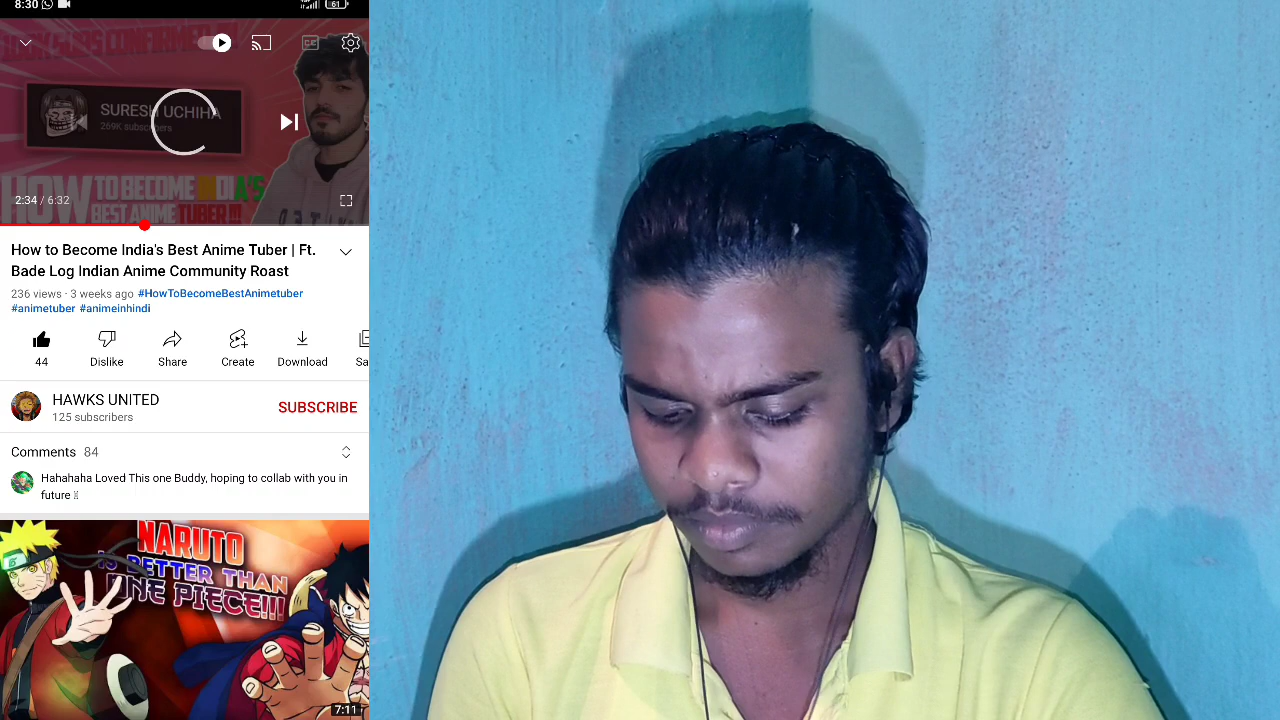 8:30
61
CC
SURESH UCHIHA
269K subscribers
HOW TO BECOME INDIA'S
BEST ANIME TUBER!!!
2:34 / 6:32
How to Become India's Best Anime Tuber | Ft.
Bade Log Indian Anime Community Roast
236 views · 3 weeks ago #HowToBecomeBestAnimetuber
#animetuber #animeinhindi
44
Dislike
Share
Create
Download
Sa
HAWKS UNITED
125 subscribers
SUBSCRIBE
Comments 84
Hahahaha Loved This one Buddy, hoping to collab with you in
future
NARUTO
IS BETTER THAN
ONE PIECE!!!
7:11